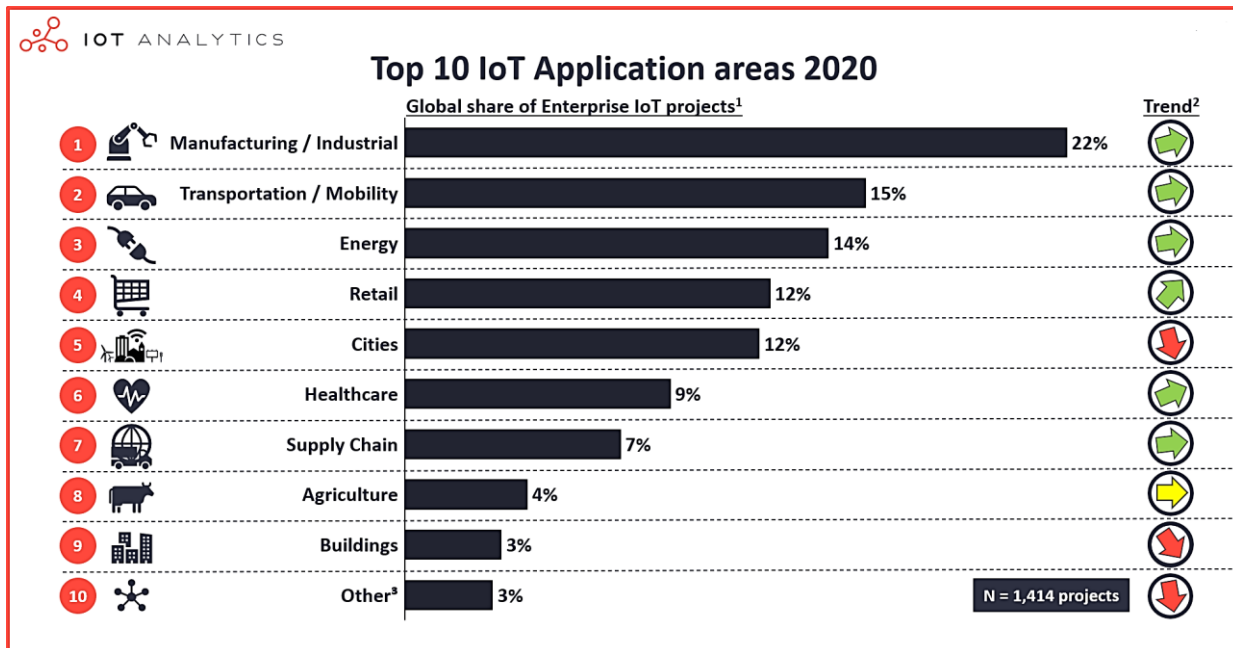 IOT ANALYTICS
Top 10 IoT Application areas 2020
Global share of Enterprise IoT projects¹ Trend²
1 Manufacturing / Industrial 22%
2 Transportation / Mobility 15%
3 Energy 14%
4 Retail 12%
5 Cities 12%
6 Healthcare 9%
7 Supply Chain 7%
8 Agriculture 4%
9 Buildings 3%
10 Other³ 3% N = 1,414 projects